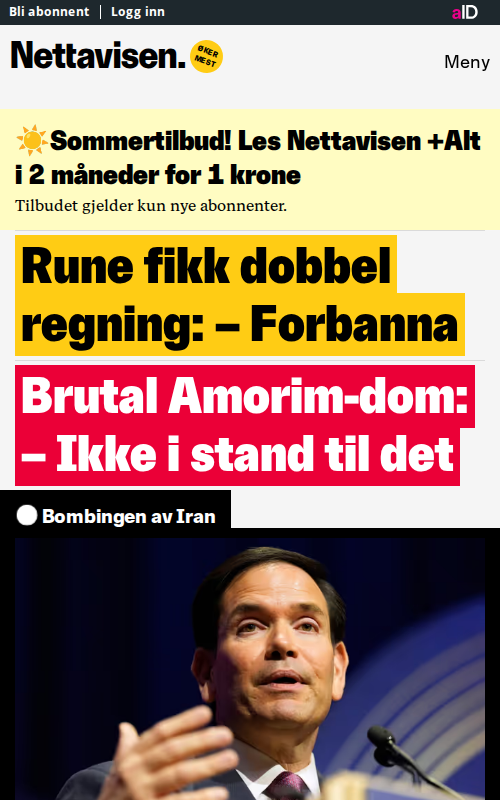 Bli abonnent | Logg inn
aID
Nettavisen.
ØKER
MEST
Meny
☀️Sommertilbud! Les Nettavisen +Alt
i 2 måneder for 1 krone
Tilbudet gjelder kun nye abonnenter.
Rune fikk dobbel
regning: – Forbanna
Brutal Amorim-dom:
– Ikke i stand til det
Bombingen av Iran